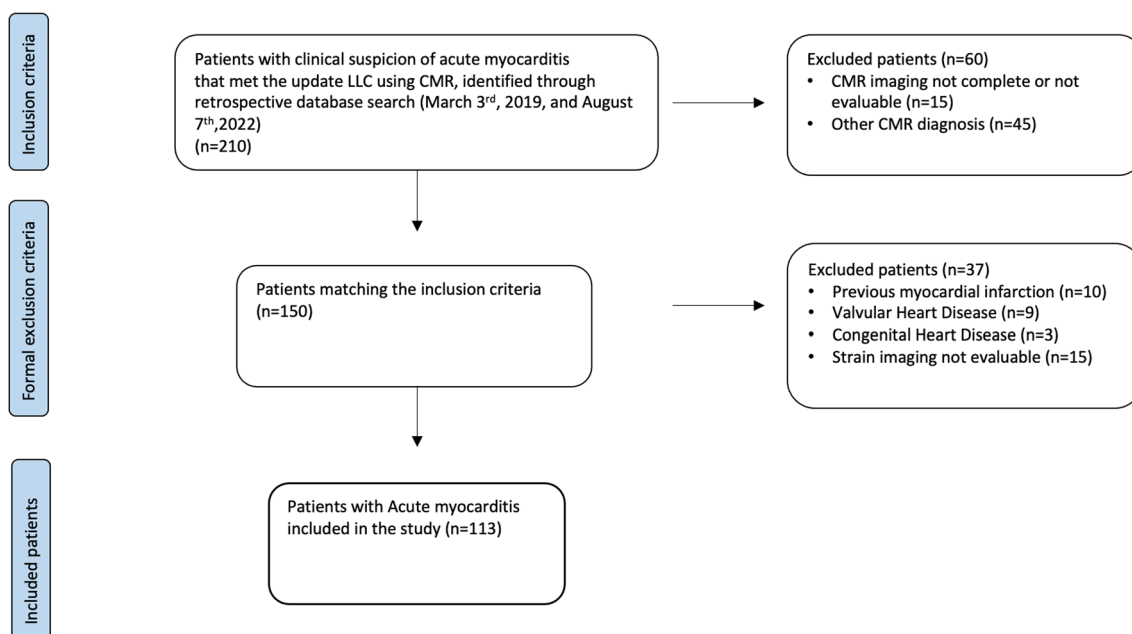 Inclusion criteria
Patients with clinical suspicion of acute myocarditis
that met the update LLC using CMR, identified through
retrospective database search (March 3rd, 2019, and August
7th,2022)
(n=210)
Excluded patients (n=60)
• CMR imaging not complete or not
evaluable (n=15)
• Other CMR diagnosis (n=45)
Formal exclusion criteria
Patients matching the inclusion criteria
(n=150)
Excluded patients (n=37)
• Previous myocardial infarction (n=10)
• Valvular Heart Disease (n=9)
• Congenital Heart Disease (n=3)
• Strain imaging not evaluable (n=15)
Included patients
Patients with Acute myocarditis
included in the study (n=113)